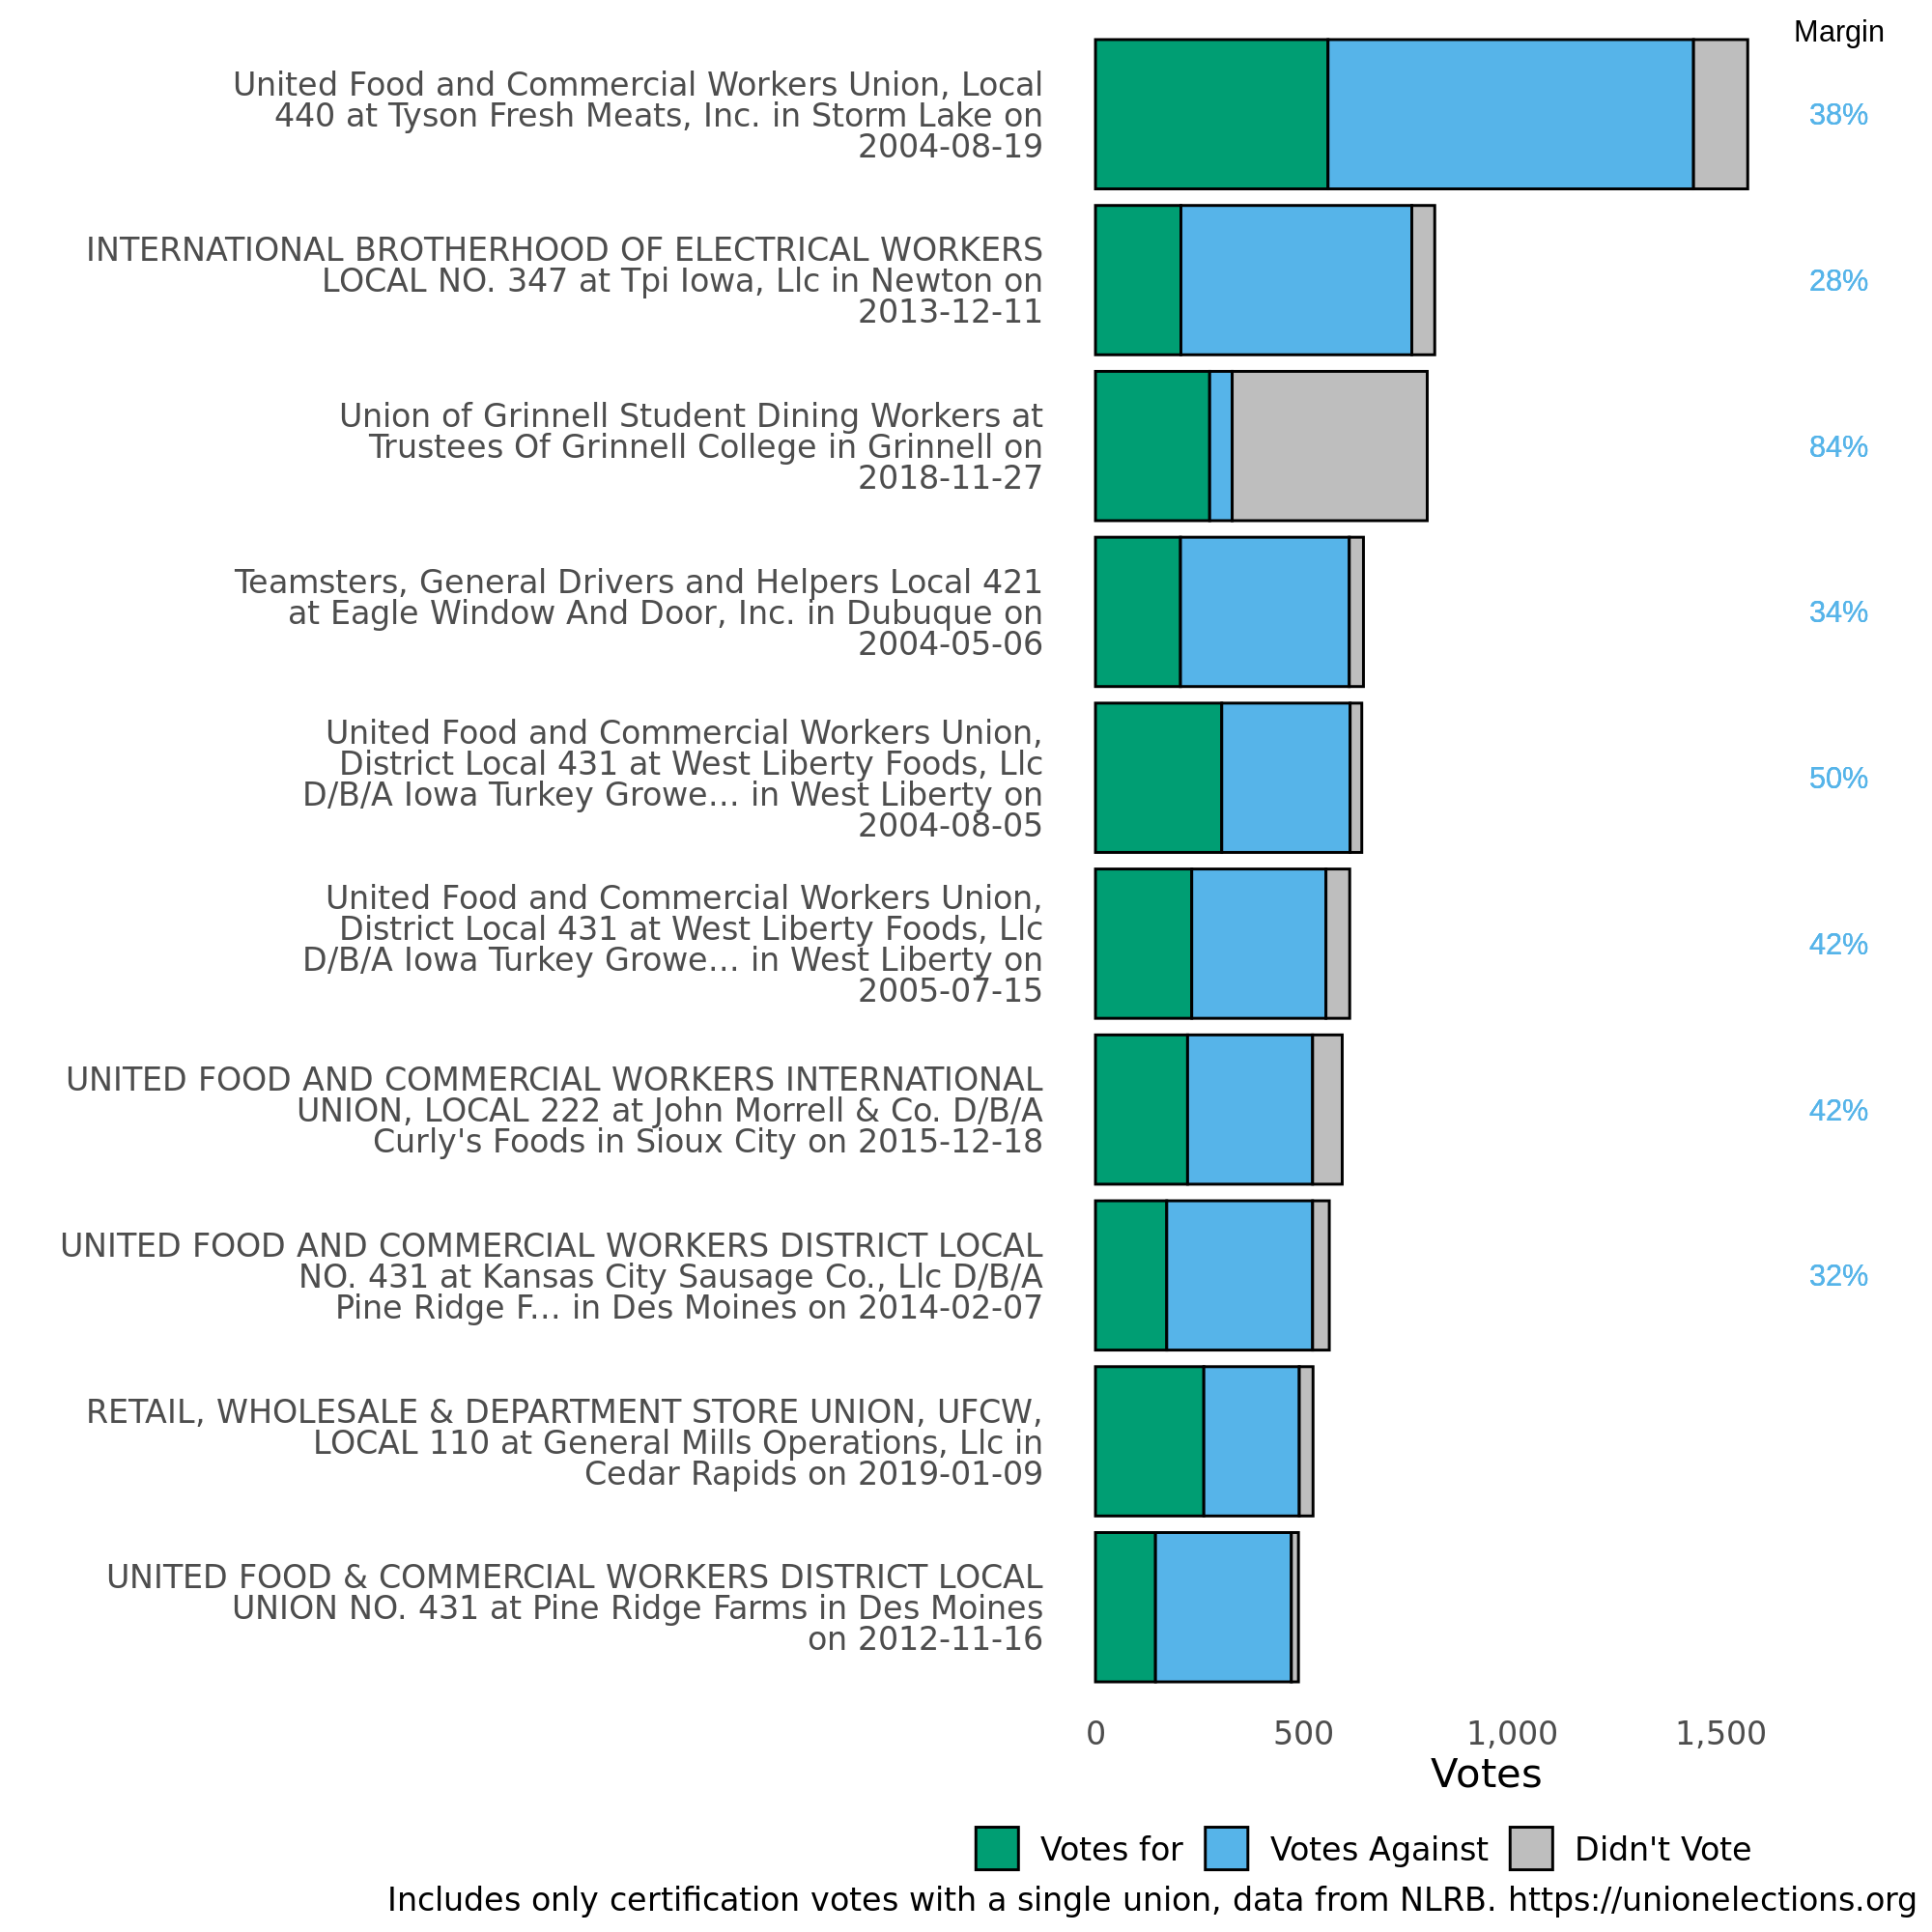 Margin
United Food and Commercial Workers Union, Local
440 at Tyson Fresh Meats, Inc. in Storm Lake on
2004-08-19
38%
INTERNATIONAL BROTHERHOOD OF ELECTRICAL WORKERS
LOCAL NO. 347 at Tpi Iowa, Llc in Newton on
2013-12-11
28%
Union of Grinnell Student Dining Workers at
Trustees Of Grinnell College in Grinnell on
2018-11-27
84%
Teamsters, General Drivers and Helpers Local 421
at Eagle Window And Door, Inc. in Dubuque on
2004-05-06
34%
United Food and Commercial Workers Union,
District Local 431 at West Liberty Foods, Llc
D/B/A Iowa Turkey Growe... in West Liberty on
2004-08-05
50%
United Food and Commercial Workers Union,
District Local 431 at West Liberty Foods, Llc
D/B/A Iowa Turkey Growe... in West Liberty on
2005-07-15
42%
UNITED FOOD AND COMMERCIAL WORKERS INTERNATIONAL
UNION, LOCAL 222 at John Morrell & Co. D/B/A
Curly's Foods in Sioux City on 2015-12-18
42%
UNITED FOOD AND COMMERCIAL WORKERS DISTRICT LOCAL
NO. 431 at Kansas City Sausage Co., Llc D/B/A
Pine Ridge F... in Des Moines on 2014-02-07
32%
RETAIL, WHOLESALE & DEPARTMENT STORE UNION, UFCW,
LOCAL 110 at General Mills Operations, Llc in
Cedar Rapids on 2019-01-09
UNITED FOOD & COMMERCIAL WORKERS DISTRICT LOCAL
UNION NO. 431 at Pine Ridge Farms in Des Moines
on 2012-11-16
0 500 1,000 1,500
Votes
Votes for Votes Against Didn't Vote
Includes only certification votes with a single union, data from NLRB. https://unionelections.org